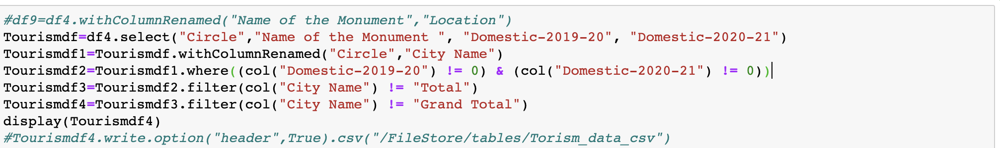 #df9=df4.withColumnRenamed("Name of the Monument","Location")
Tourismdf=df4.select("Circle","Name of the Monument ", "Domestic-2019-20", "Domestic-2020-21")
Tourismdf1=Tourismdf.withColumnRenamed("Circle","City Name")
Tourismdf2=Tourismdf1.where((col("Domestic-2019-20") != 0) & (col("Domestic-2020-21") != 0))
Tourismdf3=Tourismdf2.filter(col("City Name") != "Total")
Tourismdf4=Tourismdf3.filter(col("City Name") != "Grand Total")
display(Tourismdf4)
#Tourismdf4.write.option("header",True).csv("/FileStore/tables/Torism_data_csv")